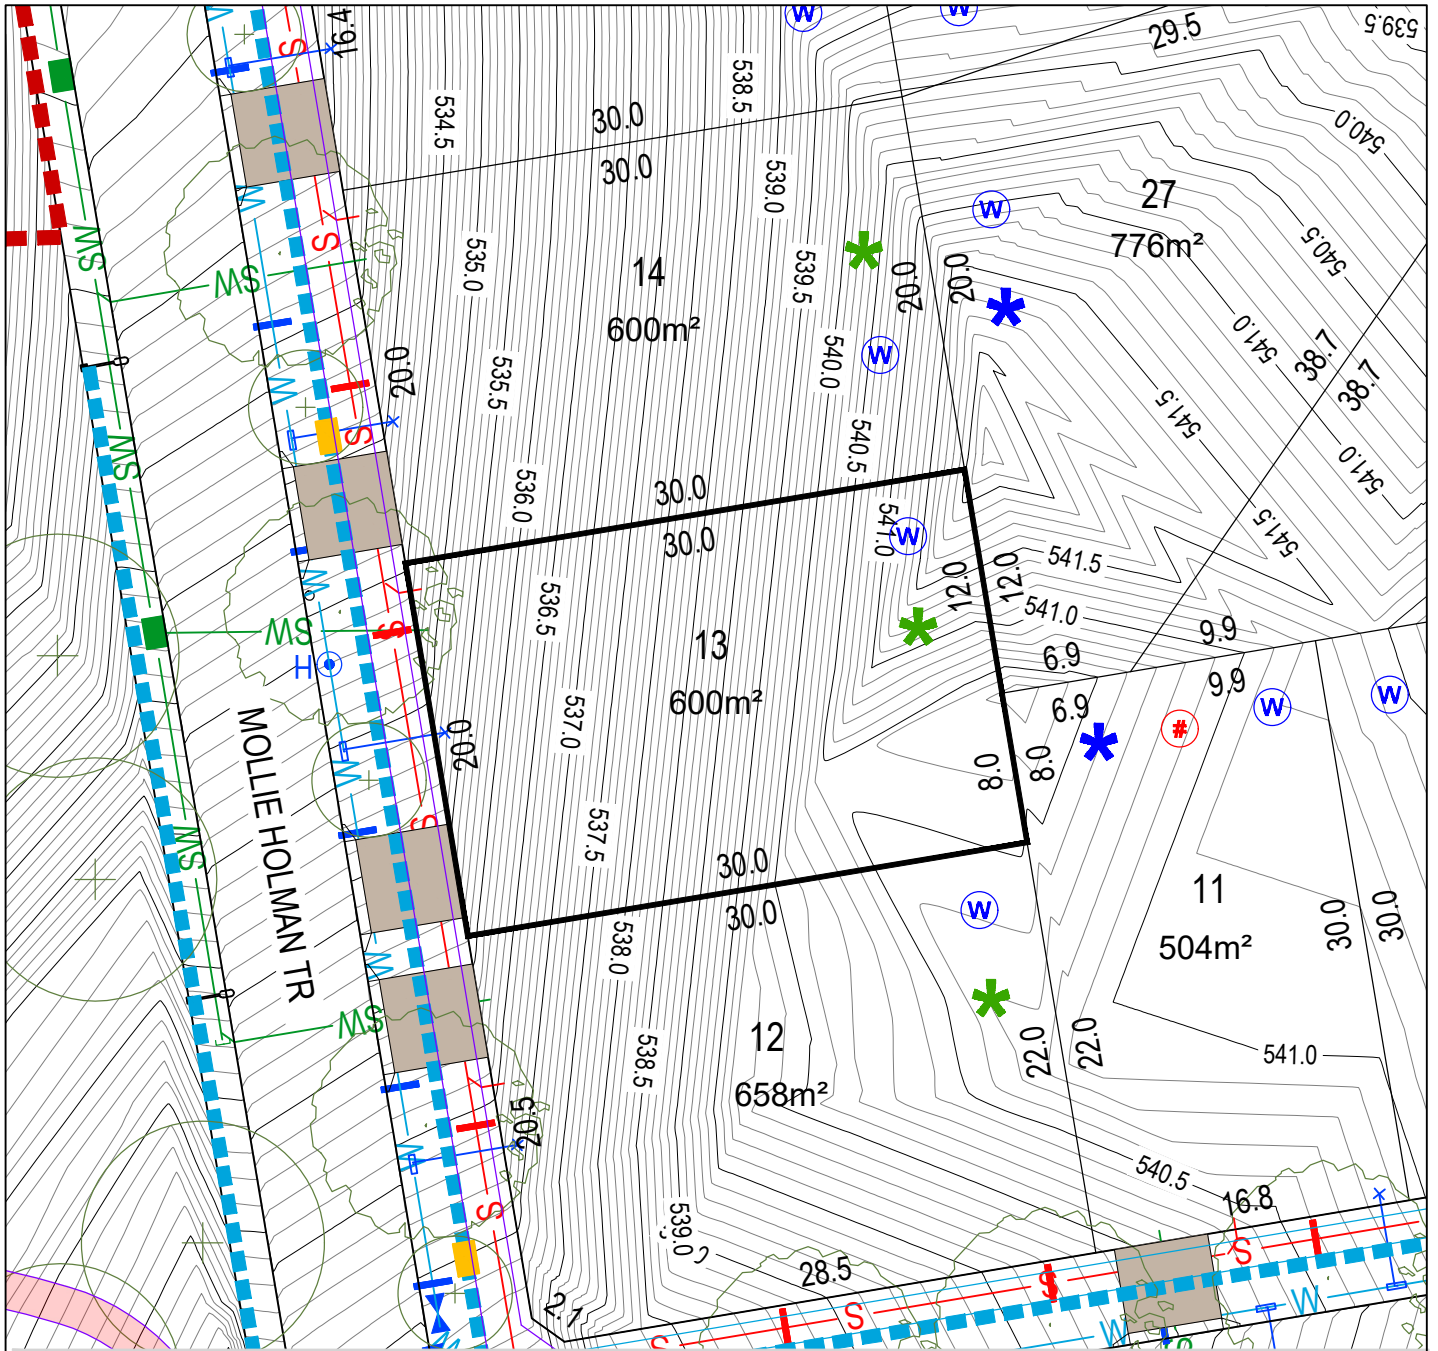 W
S
16.4
W
W
29.5
539.5
534.5
538.5
30.0
30.0
540.0
539.0
27
776m²
W
W
S
SW
SW
540.5
535.0
14
600m²
539.5
20.0
20.0
541.0
38.7
38.7
W
540.0
20.0
535.5
W
S
SW
541.5
541.0
540.5
30.0
30.0
536.0
541.0
W
541.5
541.5
12.0
12.0
541.0
W
S
SW
H
536.5
13
600m²
6.9
9.9
6.9
9.9
W
W
#
MOLLIE HOLMAN TR
20.0
537.0
8.0
8.0
W
S
SW
537.5
30.0
30.0
W
11
504m²
30.0
30.0
W
538.0
SW
12
658m²
22.0
22.0
541.0
538.5
20.5
W
S
540.5
16.8
539.0
28.5
S
S
S
S
W
W
2.1
W